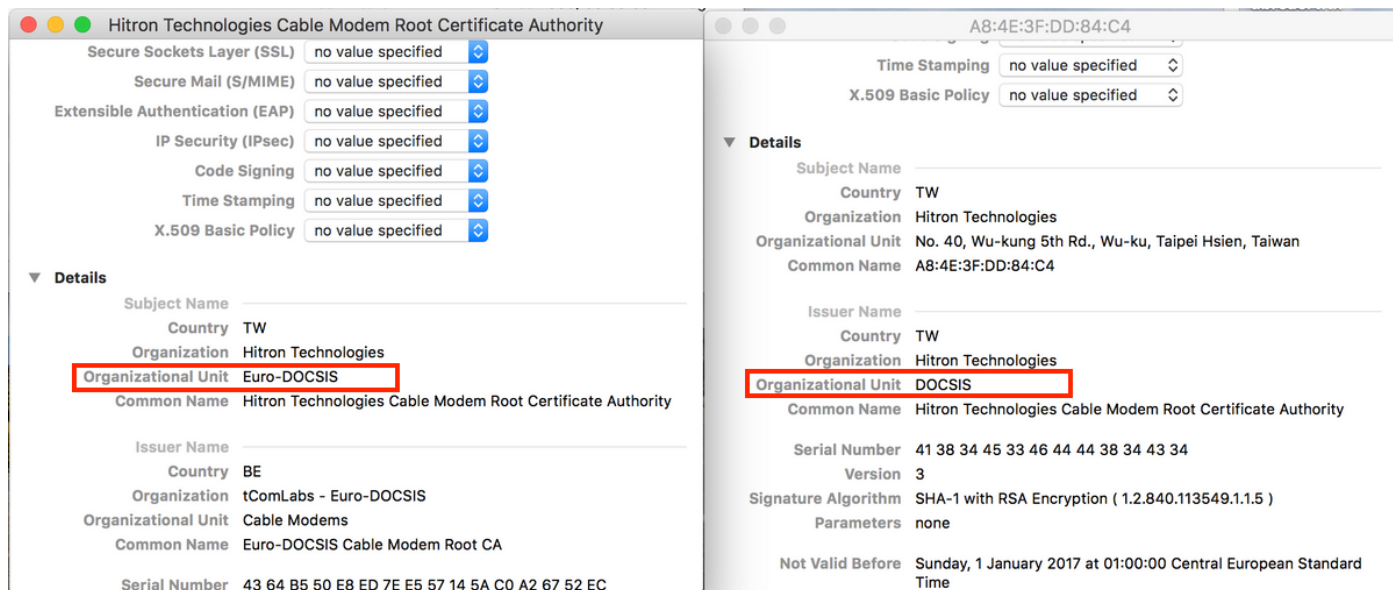 Hitron Technologies Cable Modem Root Certificate Authority
Secure Sockets Layer (SSL) no value specified
Secure Mail (S/MIME) no value specified
Extensible Authentication (EAP) no value specified
IP Security (IPsec) no value specified
Code Signing no value specified
Time Stamping no value specified
X.509 Basic Policy no value specified
Details
Subject Name
Country TW
Organization Hitron Technologies
Organizational Unit Euro-DOCSIS
Common Name Hitron Technologies Cable Modem Root Certificate Authority
Issuer Name
Country BE
Organization tComLabs - Euro-DOCSIS
Organizational Unit Cable Modems
Common Name Euro-DOCSIS Cable Modem Root CA
Serial Number 43 64 B5 50 E8 ED 7E E5 57 14 5A C0 A2 67 52 EC
A8:4E:3F:DD:84:C4
Time Stamping no value specified
X.509 Basic Policy no value specified
Details
Subject Name
Country TW
Organization Hitron Technologies
Organizational Unit No. 40, Wu-kung 5th Rd., Wu-ku, Taipei Hsien, Taiwan
Common Name A8:4E:3F:DD:84:C4
Issuer Name
Country TW
Organization Hitron Technologies
Organizational Unit DOCSIS
Common Name Hitron Technologies Cable Modem Root Certificate Authority
Serial Number 41 38 34 45 33 46 44 44 38 34 43 34
Version 3
Signature Algorithm SHA-1 with RSA Encryption ( 1.2.840.113549.1.1.5 )
Parameters none
Not Valid Before Sunday, 1 January 2017 at 01:00:00 Central European Standard
Time